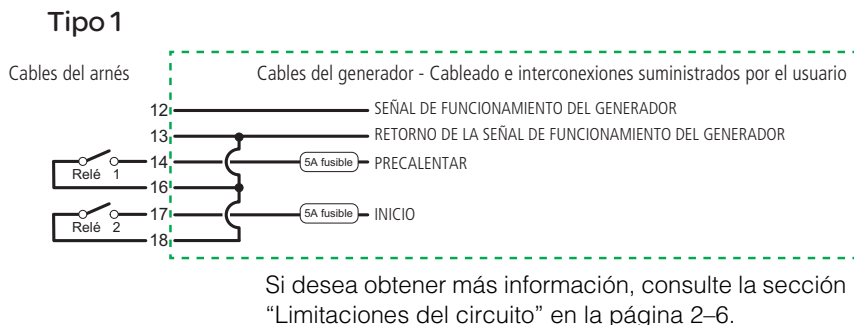 Tipo 1
Cables del arnés
Cables del generador - Cableado e interconexiones suministrados por el usuario
12
SEÑAL DE FUNCIONAMIENTO DEL GENERADOR
13
RETORNO DE LA SEÑAL DE FUNCIONAMIENTO DEL GENERADOR
14
5A fusible
PRECALENTAR
Relé 1
16
17
5A fusible
INICIO
Relé 2
18
Si desea obtener más información, consulte la sección
“Limitaciones del circuito” en la página 2–6.